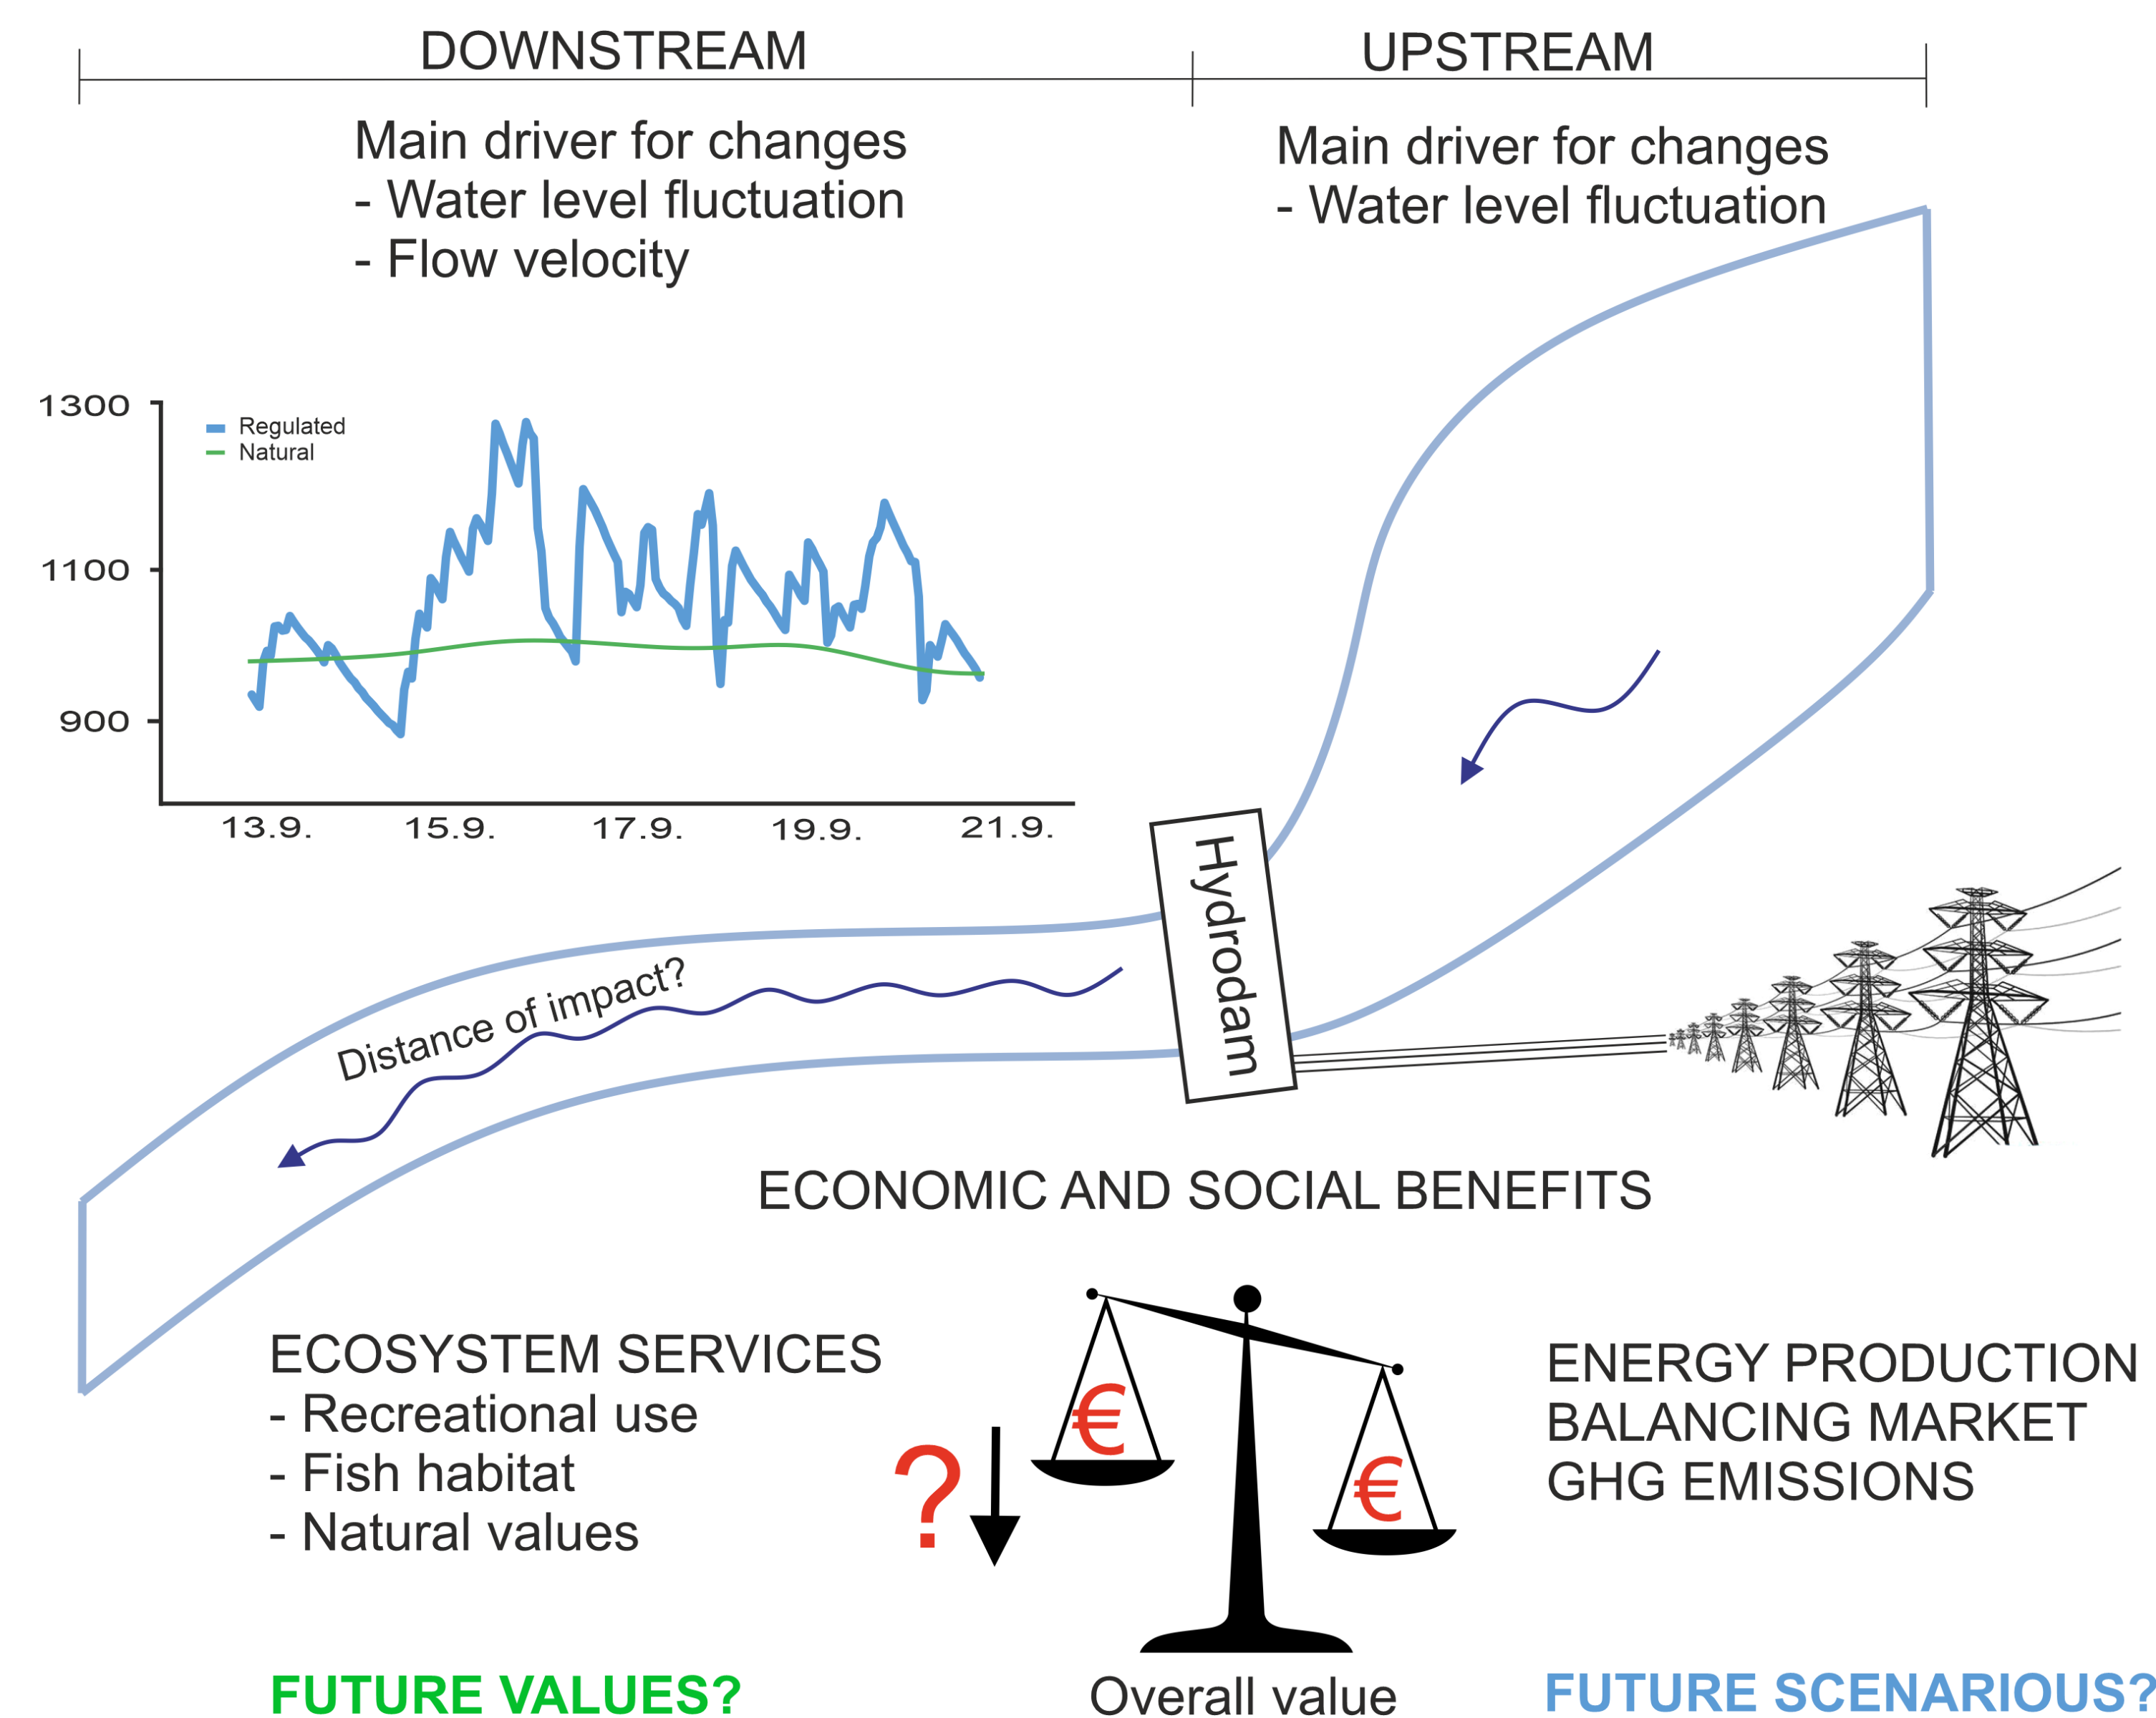 DOWNSTREAM
UPSTREAM
Main driver for changes
- Water level fluctuation
- Flow velocity
Main driver for changes
- Water level fluctuation
1300
1100
900
Regulated
Natural
13.9.
15.9.
17.9.
19.9.
21.9.
Hydrodam
Distance of impact?
ECONOMIC AND SOCIAL BENEFITS
ECOSYSTEM SERVICES
- Recreational use
- Fish habitat
- Natural values
?
€
€
ENERGY PRODUCTION
BALANCING MARKET
GHG EMISSIONS
FUTURE VALUES?
Overall value
FUTURE SCENARIOUS?